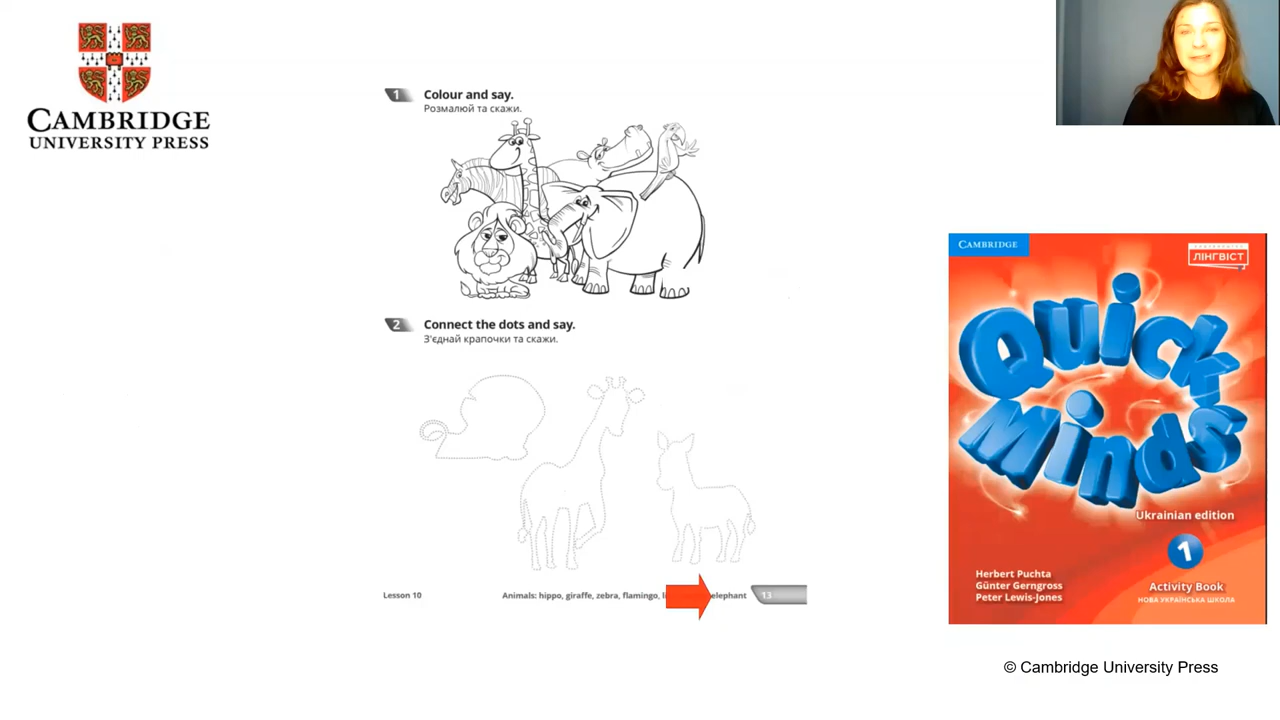 CAMBRIDGE
UNIVERSITY PRESS
1 Colour and say.
Розмалюй та скажи.
2 Connect the dots and say.
З'єднай крапочки та скажи.
Lesson 10
Animals: hippo, giraffe, zebra, flamingo, elephant
13
CAMBRIDGE
ЛІНГВІСТ
Quick
Minds
Ukrainian edition
1
Herbert Puchta
Günter Gerngross
Peter Lewis-Jones
Activity Book
НОВА УКРАЇНСЬКА ШКОЛА
© Cambridge University Press